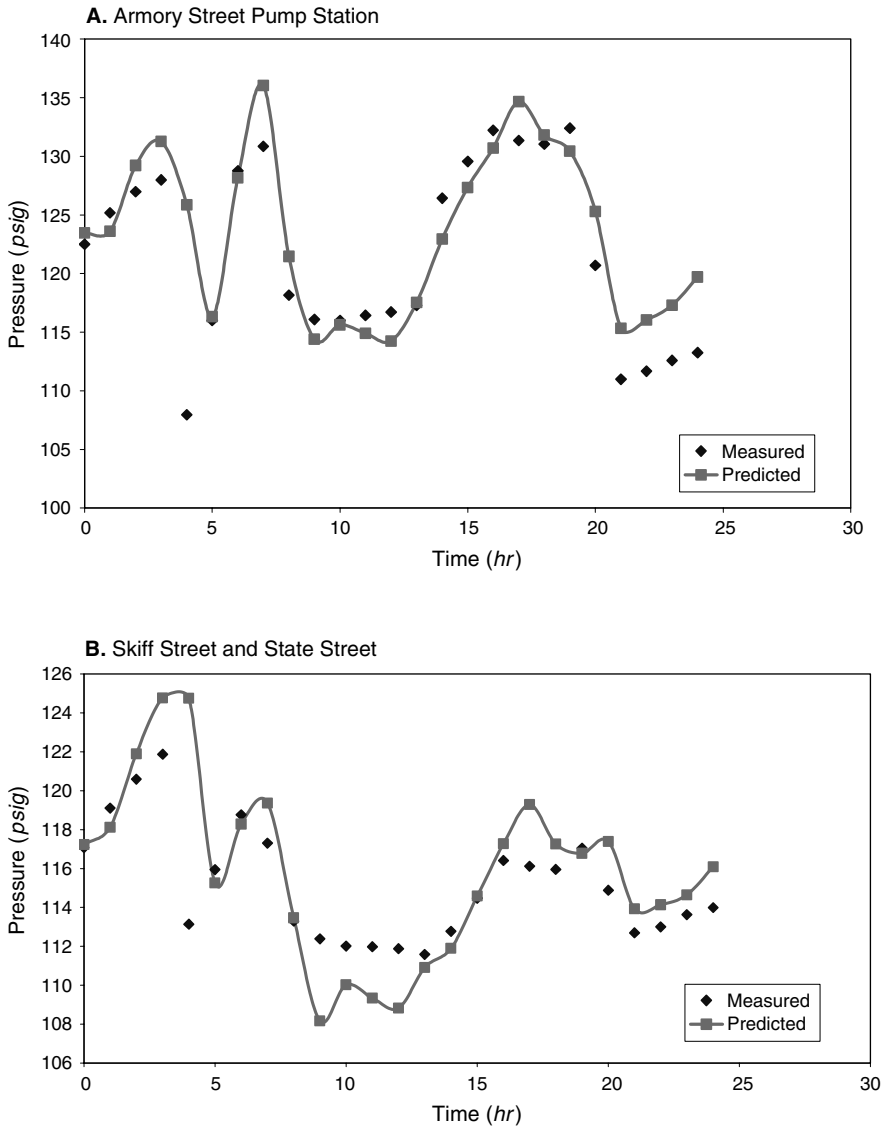 A. Armory Street Pump Station
140
135
130
125
120
115
110
105
100
Pressure (psig)
Measured
Predicted
0 5 10 15 20 25 30
Time (hr)
B. Skiff Street and State Street
126
124
122
120
118
116
114
112
110
108
106
Pressure (psig)
Measured
Predicted
0 5 10 15 20 25 30
Time (hr)